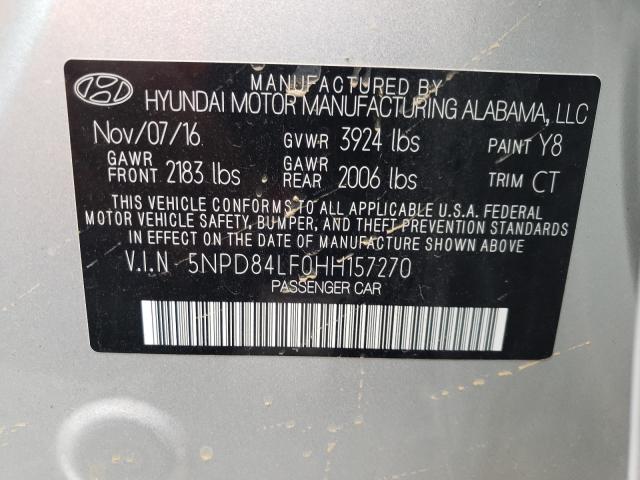 MANUFACTURED BY
HYUNDAI MOTOR MANUFACTURING ALABAMA, LLC
Nov/07/16 GVWR 3924 lbs PAINT Y8
GAWR FRONT 2183 lbs GAWR REAR 2006 lbs TRIM CT
THIS VEHICLE CONFORMS TO ALL APPLICABLE U.S.A. FEDERAL
MOTOR VEHICLE SAFETY, BUMPER, AND THEFT PREVENTION STANDARDS
IN EFFECT ON THE DATE OF MANUFACTURE SHOWN ABOVE.
V.I.N 5NPD84LF0HH157270
PASSENGER CAR